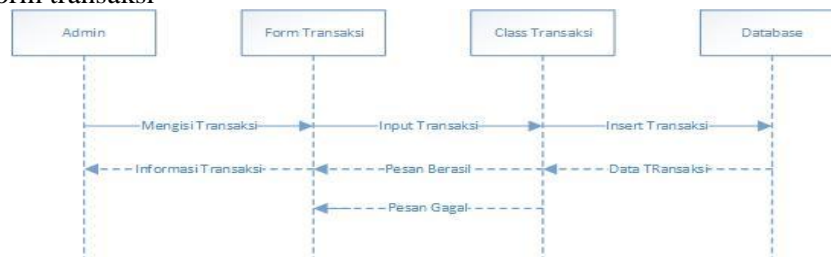 transaksi
Admin
Form Transaksi
Class Transaksi
Database
Mengisi Transaksi
Input Transaksi
Insert Transaksi
Informasi Transaksi
Pesan Berasil
Data TRansaksi
Pesan Gagal